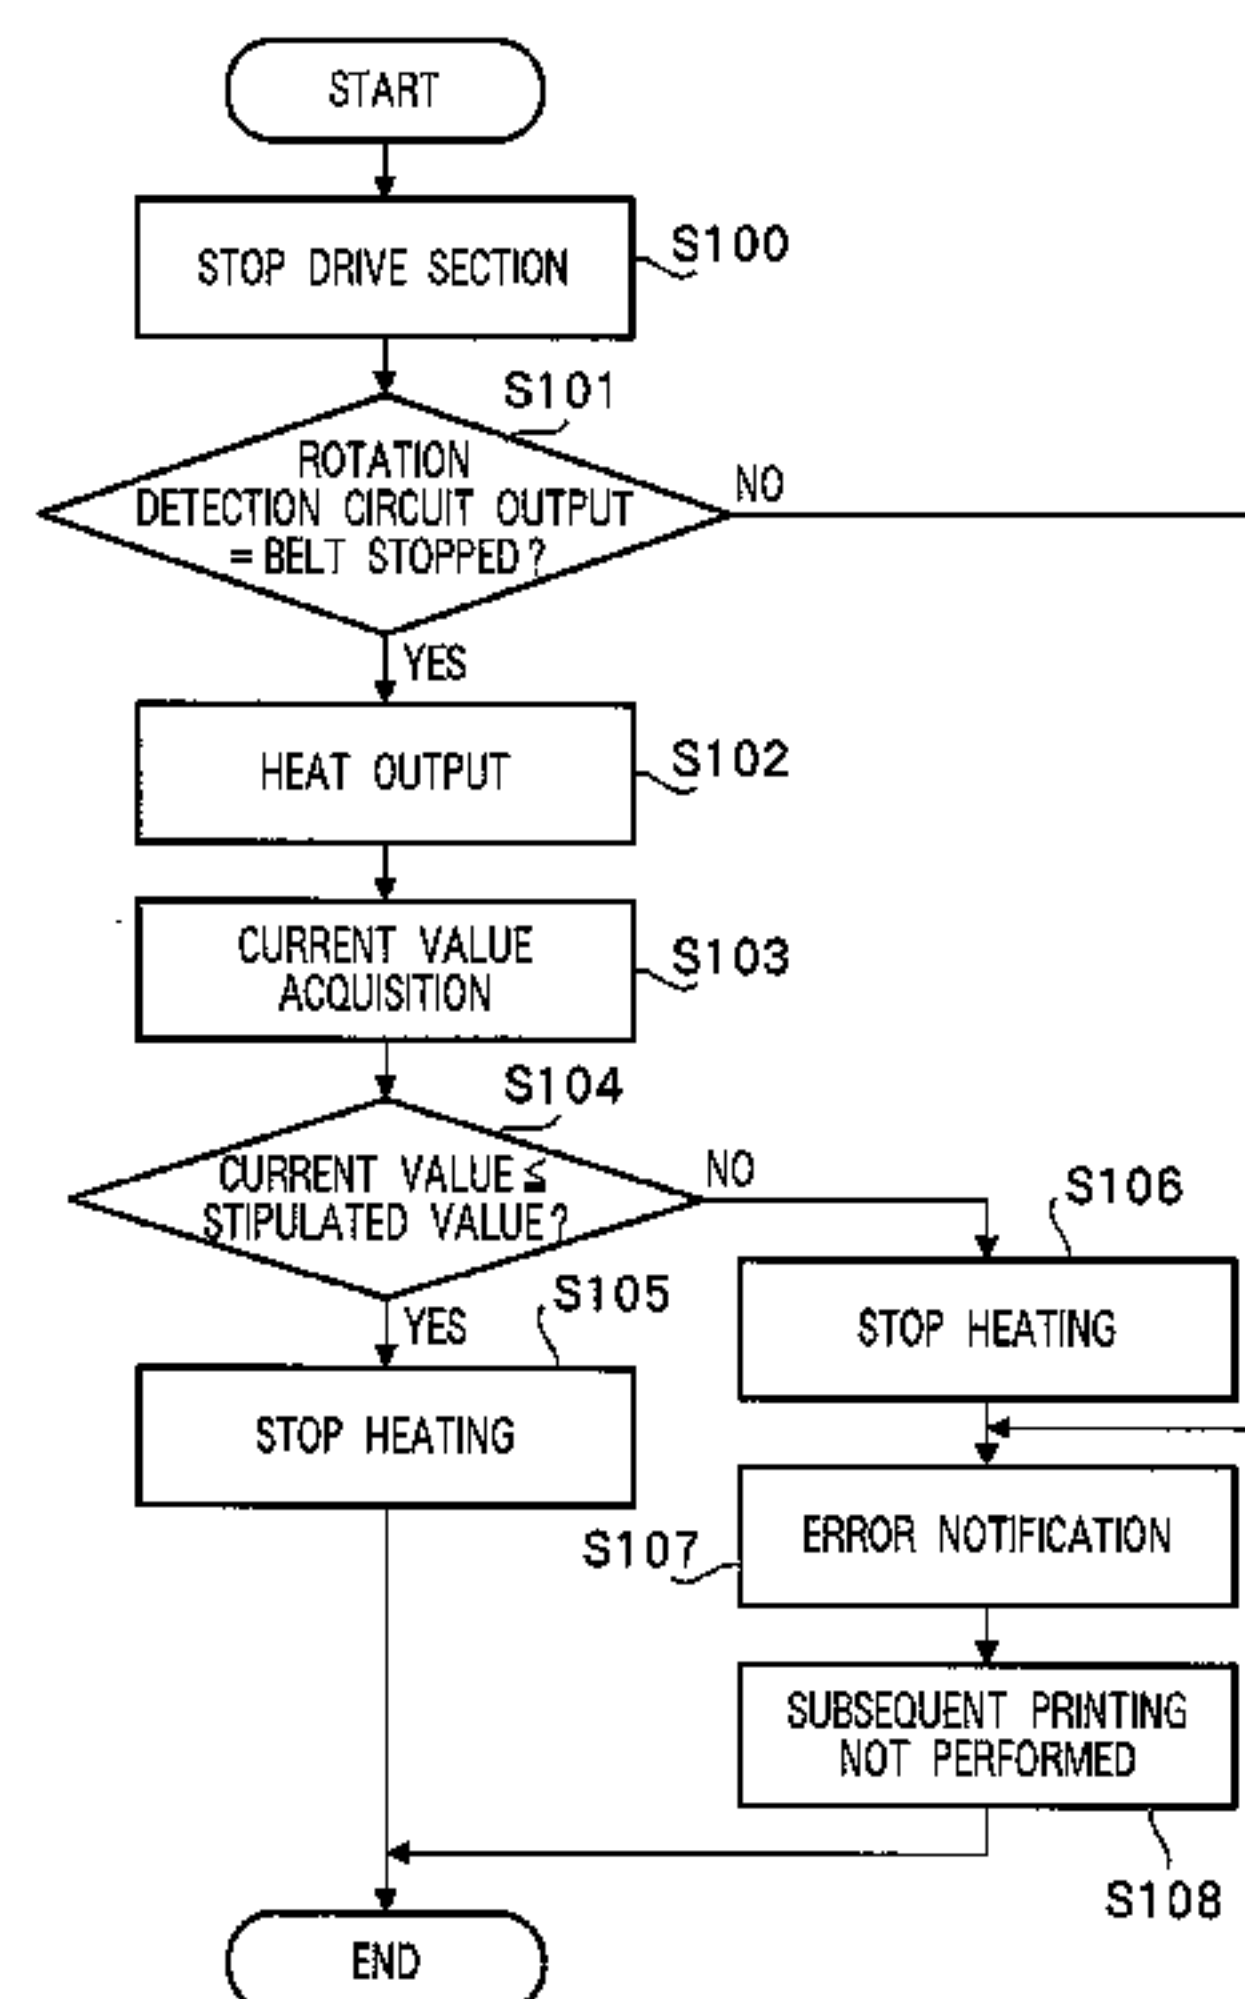 START
STOP DRIVE SECTION
S100
S101
ROTATION
DETECTION CIRCUIT OUTPUT
= BELT STOPPED?
NO
YES
HEAT OUTPUT
S102
CURRENT VALUE
ACQUISITION
S103
S104
CURRENT VALUE ≦
STIPULATED VALUE?
NO
YES
S105
STOP HEATING
S106
STOP HEATING
S107
ERROR NOTIFICATION
SUBSEQUENT PRINTING
NOT PERFORMED
S108
END